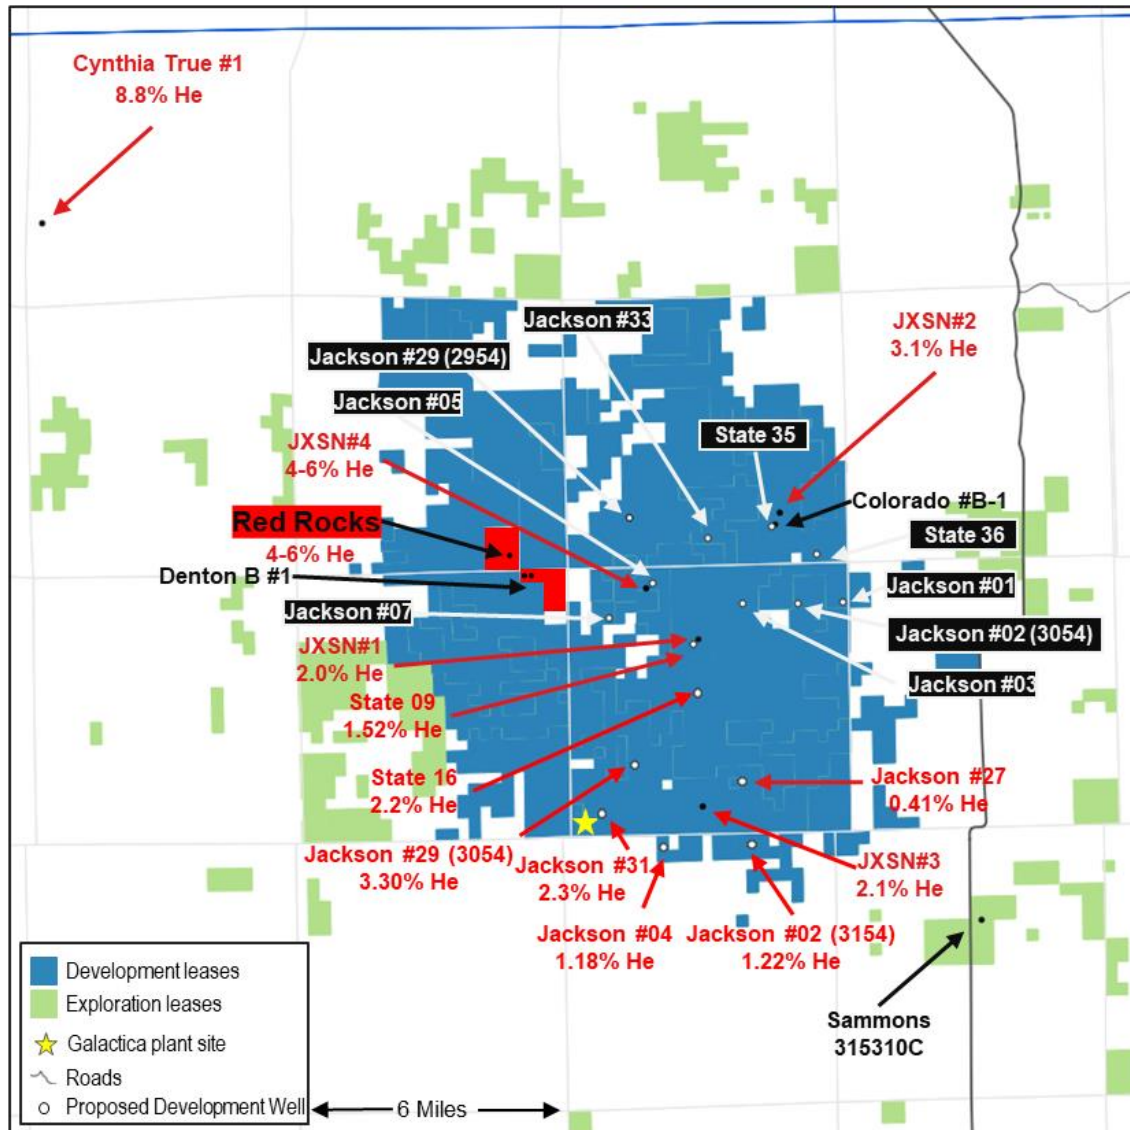 Cynthia True #1
8.8% He
Jackson #33
JXSN#2
3.1% He
Jackson #29 (2954)
Jackson #05
State 35
JXSN#4
4-6% He
Colorado #B-1
Red Rocks
4-6% He
State 36
Denton B #1
Jackson #01
Jackson #07
Jackson #02 (3054)
JXSN#1
2.0% He
Jackson #03
State 09
1.52% He
State 16
2.2% He
Jackson #27
0.41% He
Jackson #29 (3054)
3.30% He
Jackson #31
2.3% He
JXSN#3
2.1% He
Jackson #04
1.18% He
Jackson #02 (3154)
1.22% He
Sammons
315310C
Development leases
Exploration leases
Galactica plant site
Roads
Proposed Development Well
6 Miles